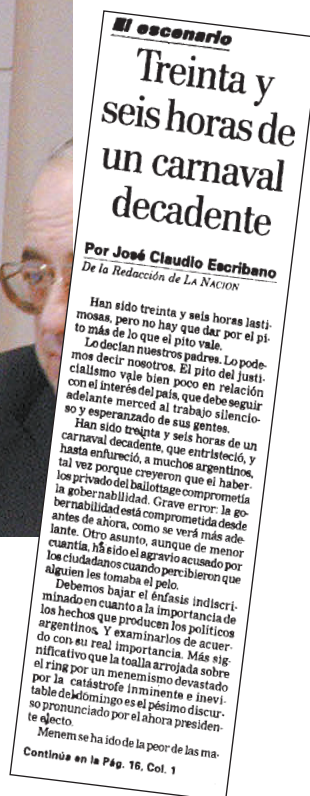 El escenario
Treinta y
seis horas de
un carnaval
decadente
Por José Claudio Escribano
De la Redacción de LA NACION
Han sido treinta y seis horas lasti-
mosas, pero no hay que dar por el pi-
to más de lo que el pito vale.
Lo decían nuestros padres. Lo pode-
mos decir nosotros. El pito del justi-
cialismo vale bien poco en relación
con el interés del país, que debe seguir
adelante merced al trabajo silencio-
so y esperanzado de sus gentes.
Han sido treinta y seis horas de un
carnaval decadente, que entristeció, y
hasta enfureció, a muchos argentinos,
tal vez porque creyeron que el haber-
los privado del ballottage comprometía
la gobernabilidad. Grave error: la go-
bernabilidad está comprometida desde
antes de ahora, como se verá más ade-
lante. Otro asunto, aunque de menor
cuantía, ha sido el agravio acusado por
los ciudadanos cuando percibieron que
alguien les tomaba el pelo.
Debemos bajar el énfasis indiscri-
minado en cuanto a la importancia de
los hechos que producen los políticos
argentinos. Y examinarlos de acuer-
do con su real importancia. Más sig-
nificativo que la toalla arrojada sobre
el ring por un menemismo devastado
por la catástrofe inminente e inevi-
table del domingo es el pésimo discur-
so pronunciado por el ahora presiden-
te electo.
Menem se ha ido de la peor de las ma-
Continúa en la Pág. 16, Col. 1